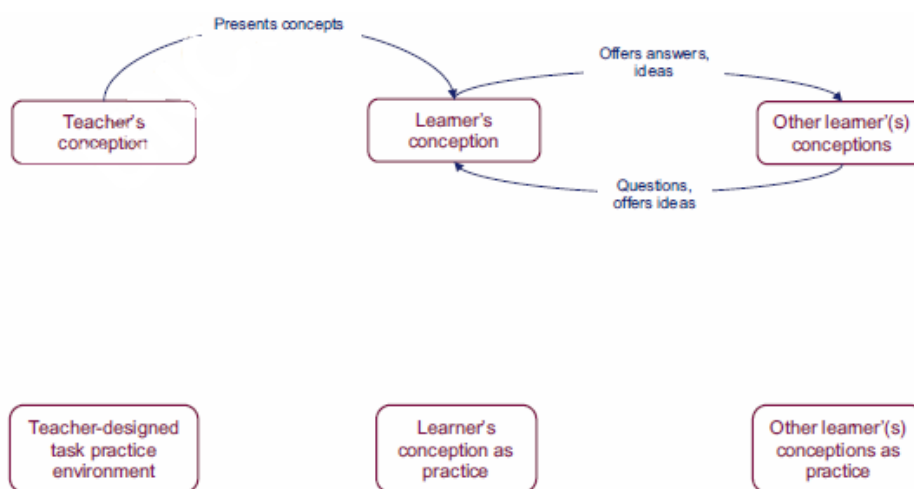 Presents concepts
Offers answers,
ideas
Teacher's
conception
Learner's
conception
Other learner'(s)
conceptions
Questions,
offers ideas
Teacher-designed
task practice
environment
Learner's
conception as
practice
Other learner'(s)
conceptions as
practice